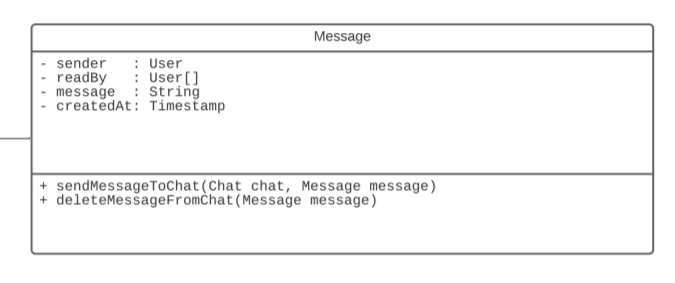 Message
- sender   : User
- readBy   : User[]
- message  : String
- createdAt: Timestamp
+ sendMessageToChat(Chat chat, Message message)
+ deleteMessageFromChat(Message message)